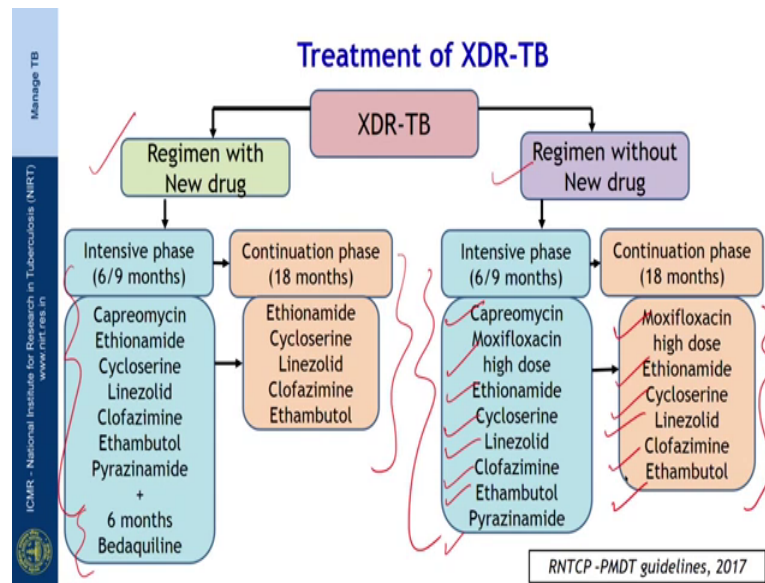 Manage TB
ICMR - National Institute for Research in Tuberculosis (NIRT)
www.nirt.res.in
Treatment of XDR-TB
XDR-TB
Regimen with
New drug
Intensive phase
(6/9 months)
Continuation phase
(18 months)
Capreomycin
Ethionamide
Cycloserine
Linezolid
Clofazimine
Ethambutol
Pyrazinamide
+
6 months
Bedaquiline
Ethionamide
Cycloserine
Linezolid
Clofazimine
Ethambutol
Regimen without
New drug
Intensive phase
(6/9 months)
Continuation phase
(18 months)
Capreomycin
Moxifloxacin
high dose
Ethionamide
Cycloserine
Linezolid
Clofazimine
Ethambutol
Pyrazinamide
Moxifloxacin
high dose
Ethionamide
Cycloserine
Linezolid
Clofazimine
Ethambutol
RNTCP -PMDT guidelines, 2017